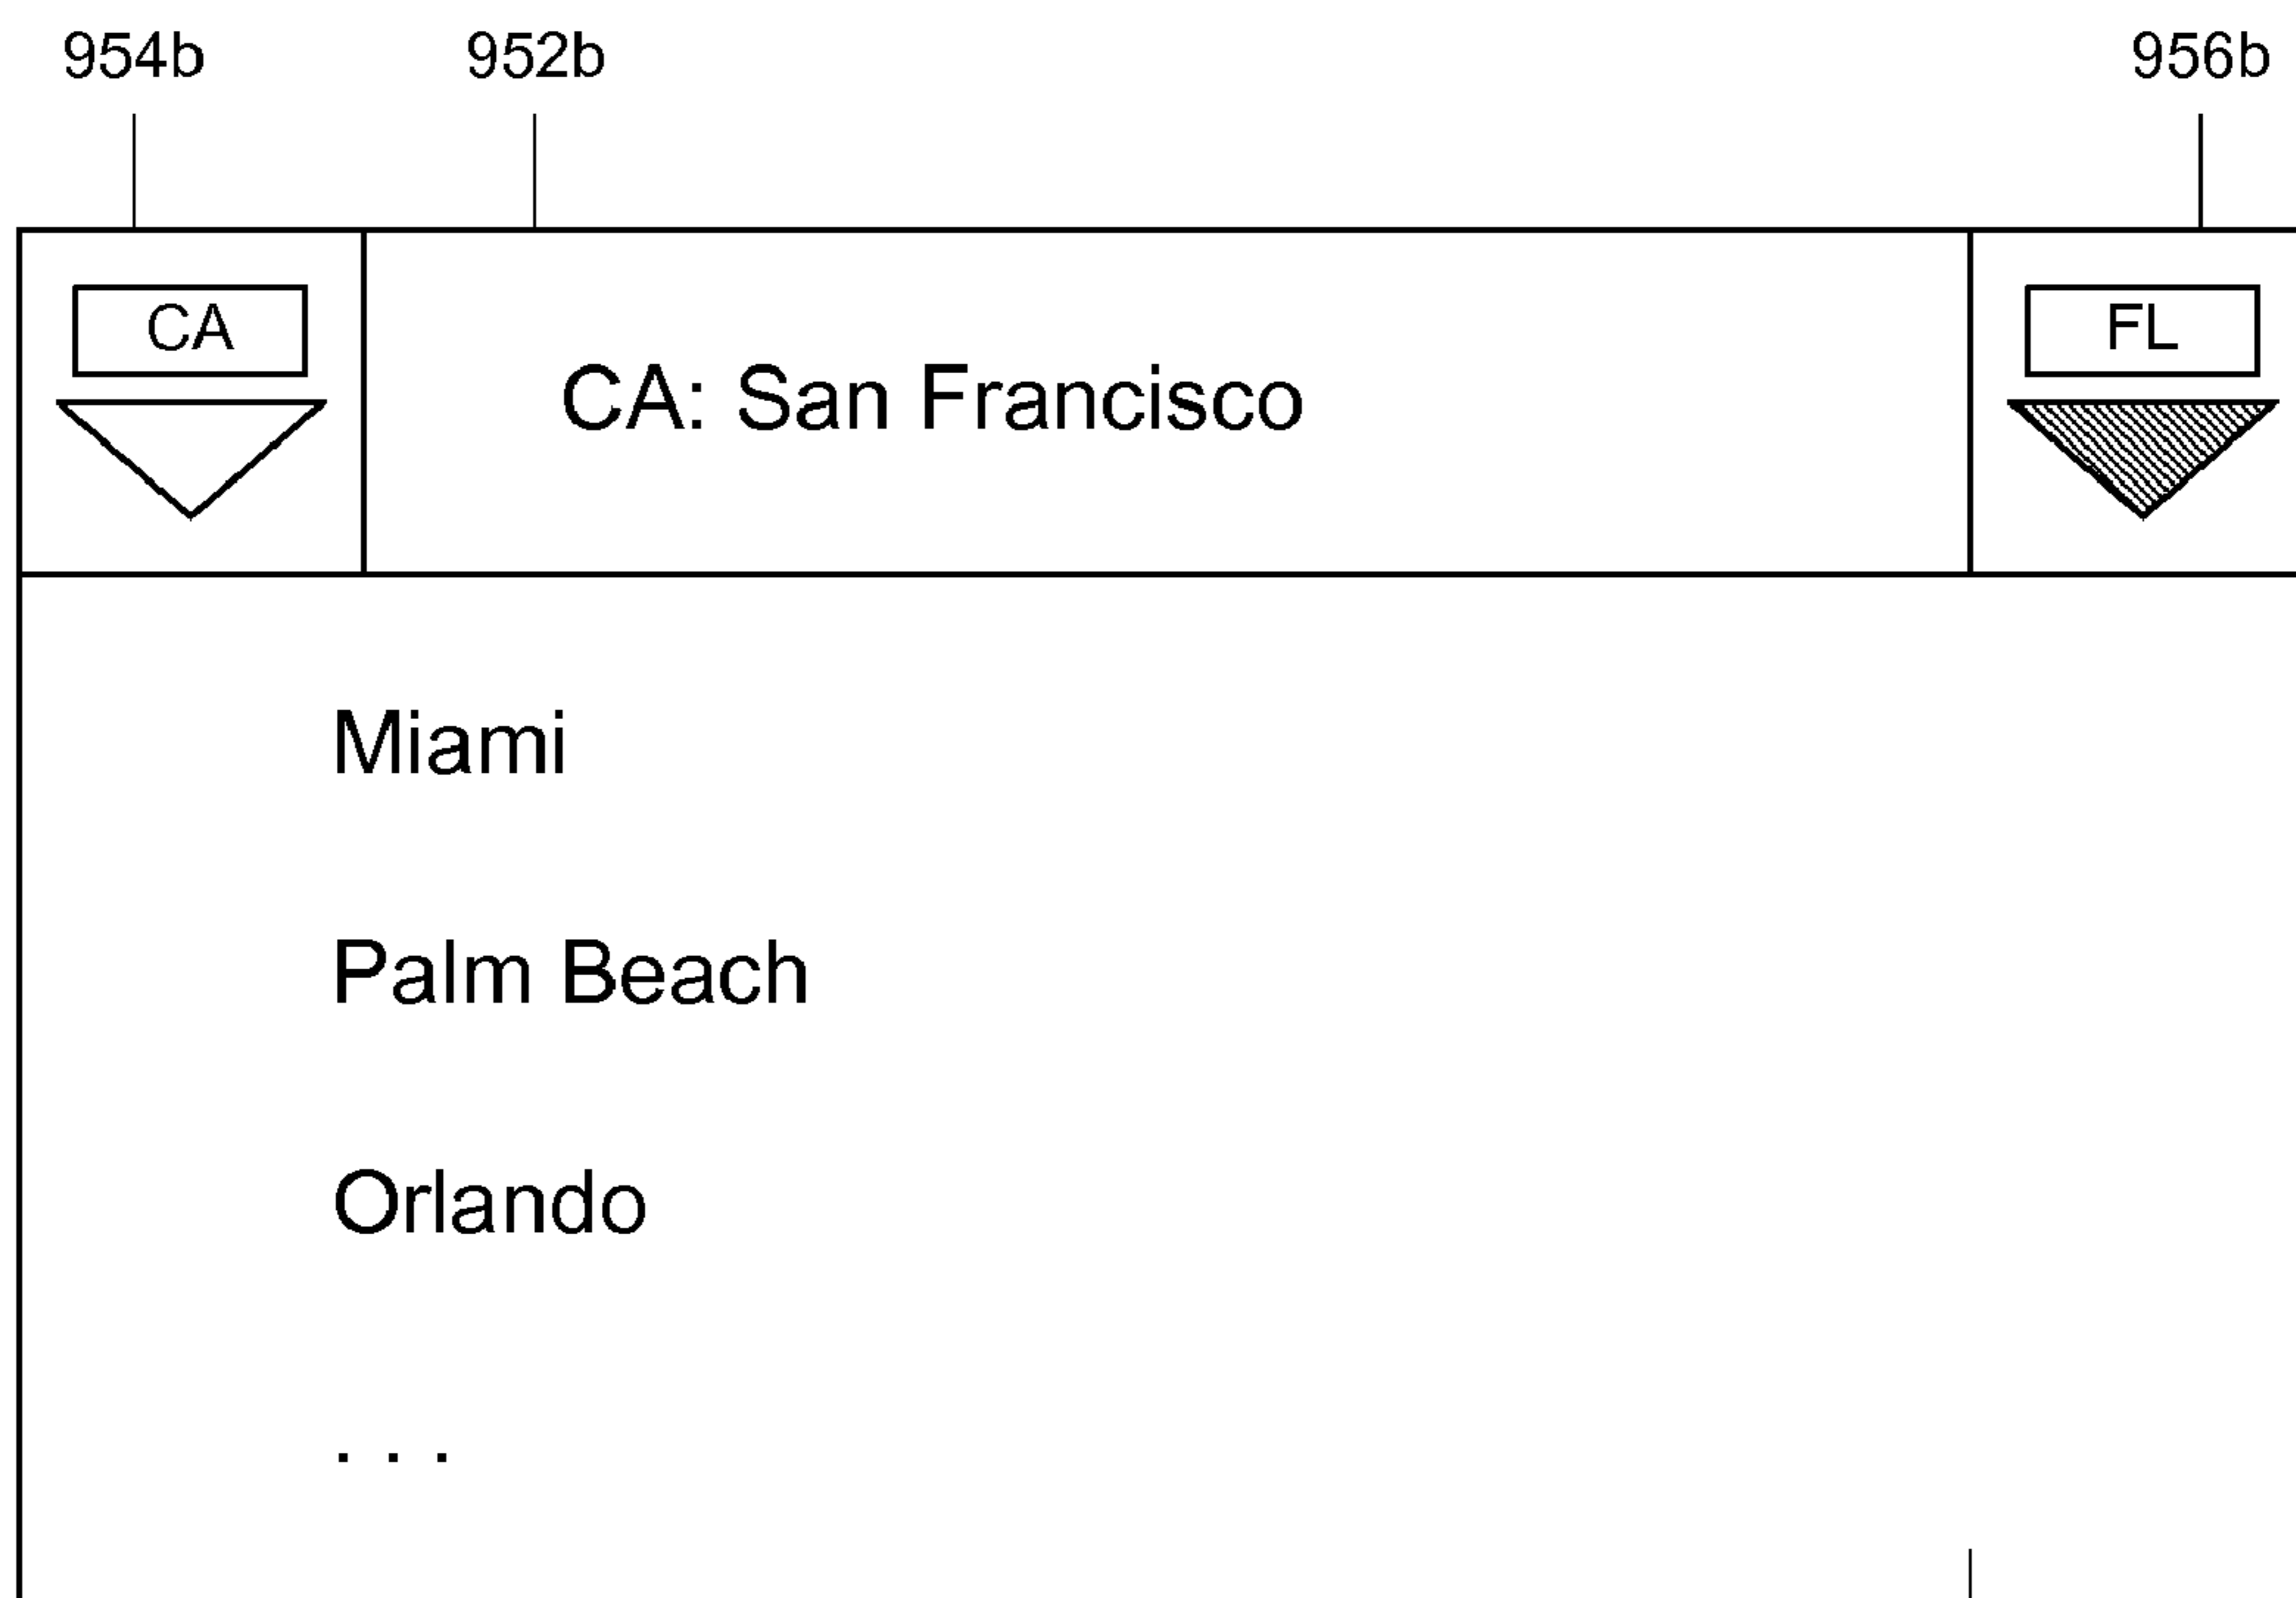 954b 952b 956b
CA FL
CA: San Francisco
Miami
Palm Beach
Orlando
. . .